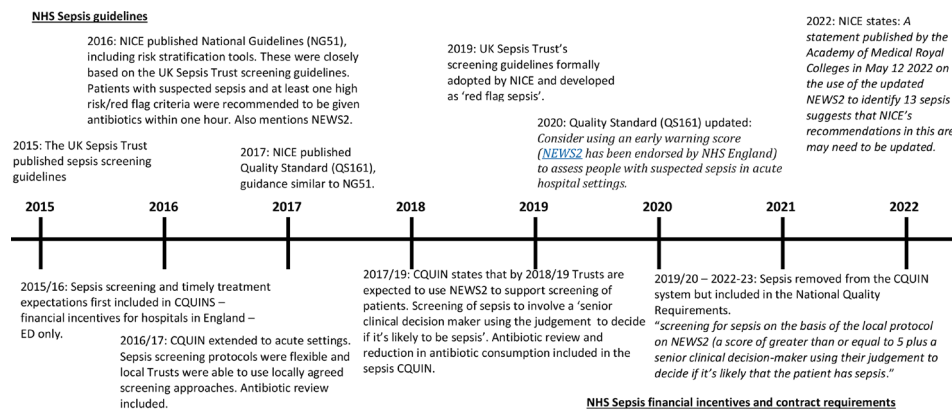 NHS Sepsis guidelines
2016: NICE published National Guidelines (NG51),
including risk stratification tools. These were closely
based on the UK Sepsis Trust screening guidelines.
Patients with suspected sepsis and at least one high
risk/red flag criteria were recommended to be given
antibiotics within one hour. Also mentions NEWS2.
2019: UK Sepsis Trust's
screening guidelines formally
adopted by NICE and developed
as 'red flag sepsis'.
2022: NICE states: A
statement published by the
Academy of Medical Royal
Colleges in May 12 2022 on
the use of the updated
NEWS2 to identify 13 sepsis
suggests that NICE's
recommendations in this are
may need to be updated.
2015: The UK Sepsis Trust
published sepsis screening
guidelines
2017: NICE published
Quality Standard (QS161),
guidance similar to NG51.
2020: Quality Standard (QS161) updated:
Consider using an early warning score
(NEWS2 has been endorsed by NHS England)
to assess people with suspected sepsis in acute
hospital settings.
2015 2016 2017 2018 2019 2020 2021 2022
2015/16: Sepsis screening and timely treatment
expectations first included in CQUINS –
financial incentives for hospitals in England –
ED only.
2016/17: CQUIN extended to acute settings.
Sepsis screening protocols were flexible and
local Trusts were able to use locally agreed
screening approaches. Antibiotic review
included.
2017/19: CQUIN states that by 2018/19 Trusts are
expected to use NEWS2 to support screening of
patients. Screening of sepsis to involve a 'senior
clinical decision maker using the judgement to decide
if it's likely to be sepsis'. Antibiotic review and
reduction in antibiotic consumption included in the
sepsis CQUIN.
2019/20 – 2022-23: Sepsis removed from the CQUIN
system but included in the National Quality
Requirements.
"screening for sepsis on the basis of the local protocol
on NEWS2 (a score of greater than or equal to 5 plus a
senior clinical decision-maker using their judgement to
decide if it's likely that the patient has sepsis."
NHS Sepsis financial incentives and contract requirements